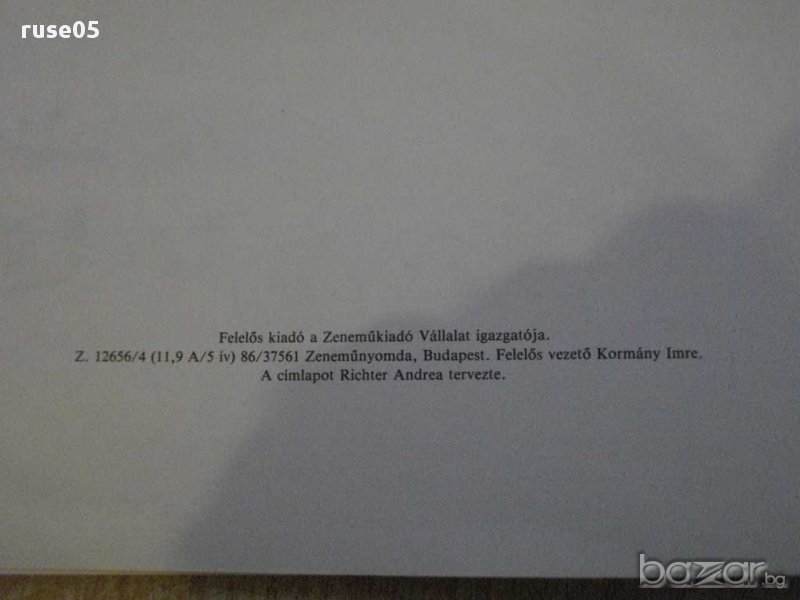 ruse05
Felelős kiadó a Zeneműkiadó Vállalat igazgatója.
Z. 12656/4 (11,9 A/5 ív) 86/37561 Zeneműnyomda, Budapest. Felelős vezető Kormány Imre.
A címlapot Richter Andrea tervezte.
bazar.bg